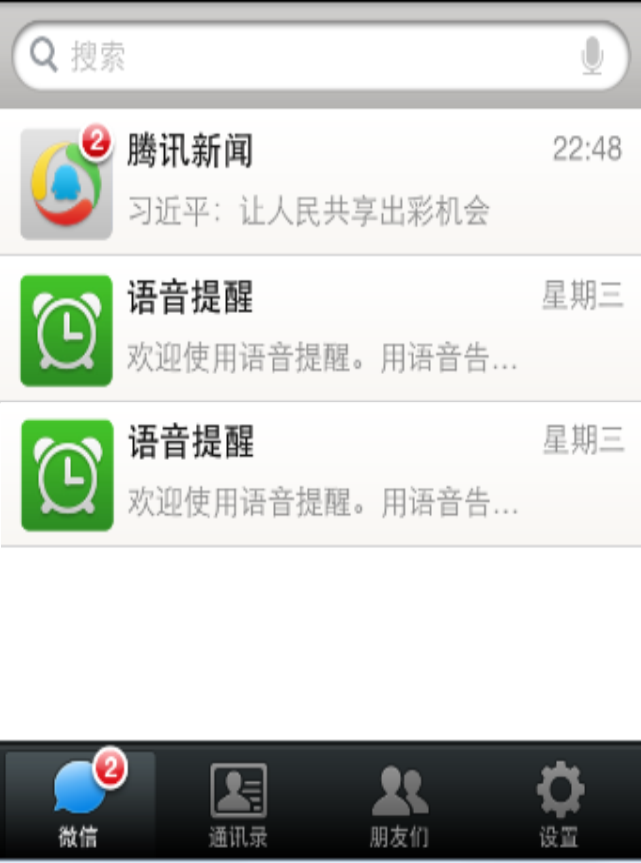 搜索
2
腾讯新闻
22:48
习近平：让人民共享出彩机会
语音提醒
星期三
欢迎使用语音提醒。用语音告...
语音提醒
星期三
欢迎使用语音提醒。用语音告...
2
微信
通讯录
朋友们
设置